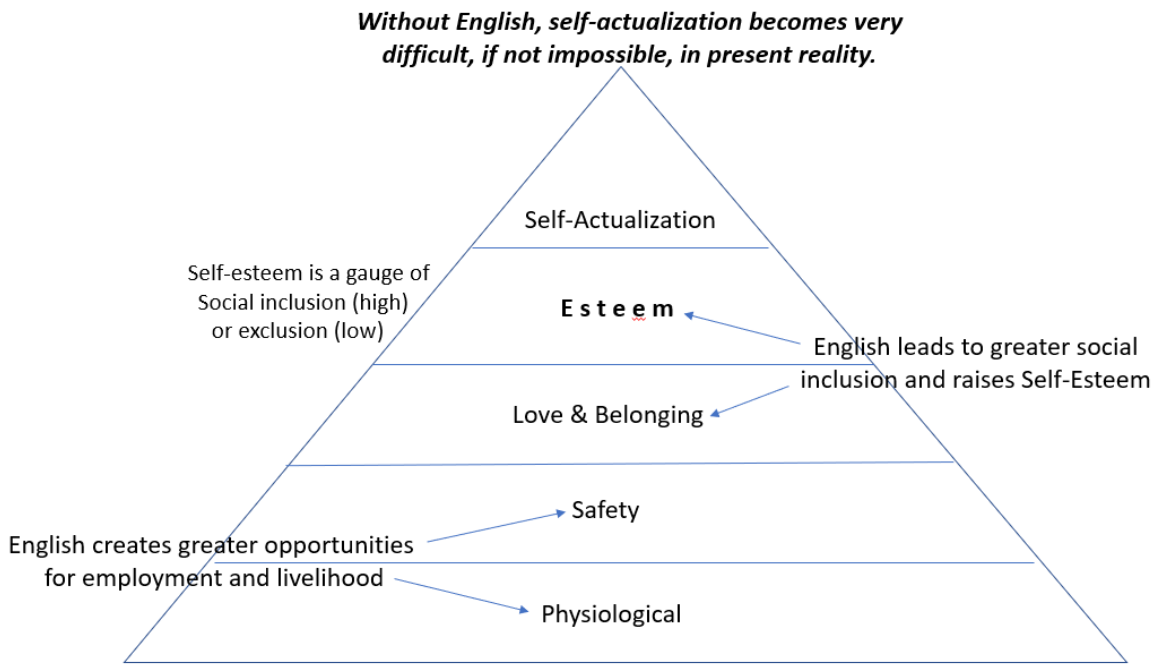 Without English, self-actualization becomes very
difficult, if not impossible, in present reality.
Self-Actualization
Self-esteem is a gauge of
Social inclusion (high)
or exclusion (low)
E s t e e m
English leads to greater social
inclusion and raises Self-Esteem
Love & Belonging
Safety
English creates greater opportunities
for employment and livelihood
Physiological